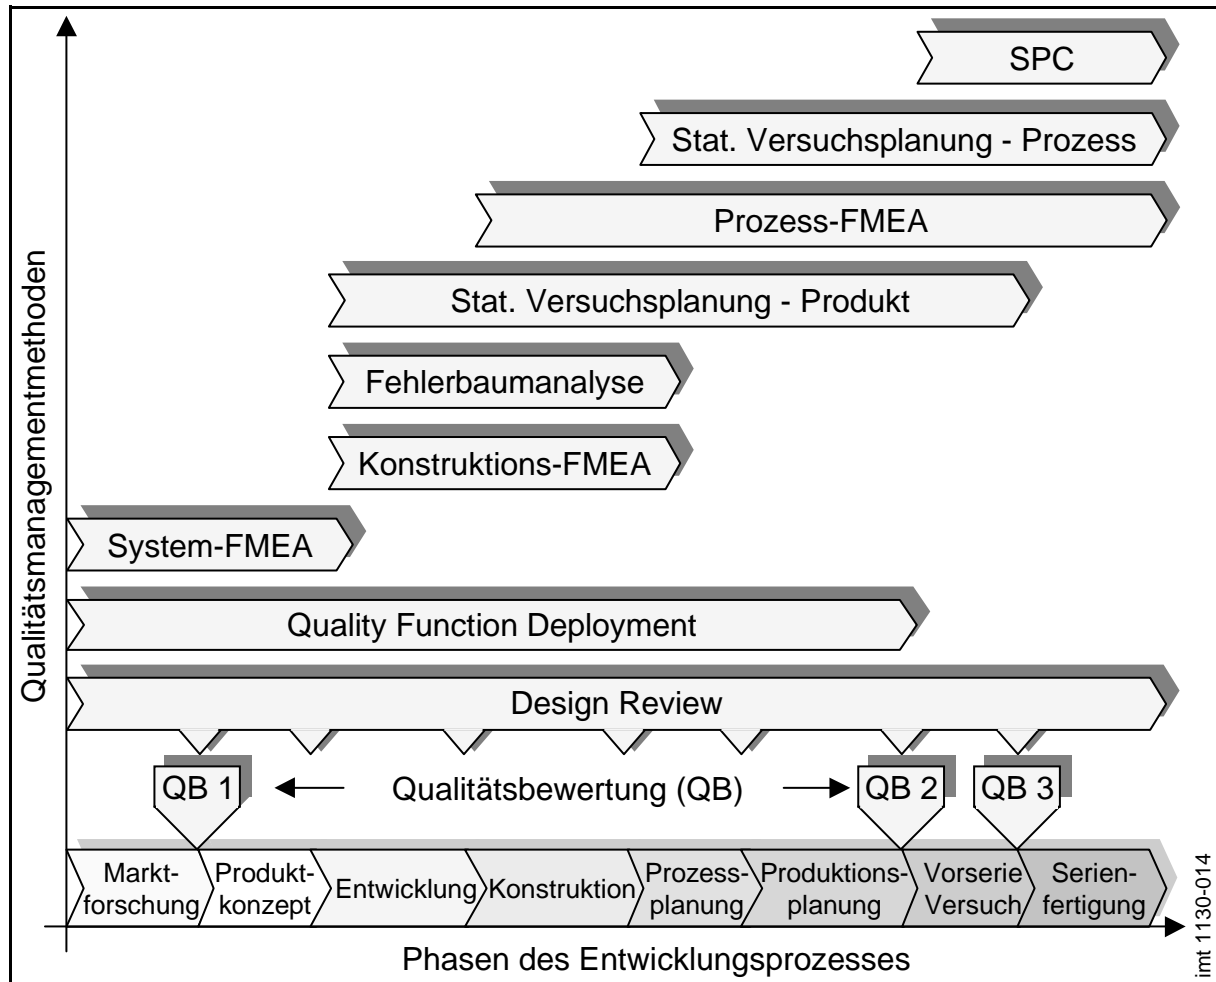 Qualitätsmanagementmethoden
SPC
Stat. Versuchsplanung - Prozess
Prozess-FMEA
Stat. Versuchsplanung - Produkt
Fehlerbaumanalyse
Konstruktions-FMEA
System-FMEA
Quality Function Deployment
Design Review
QB 1
Qualitätsbewertung (QB)
QB 2
QB 3
Markt-
forschung
Produkt-
konzept
Entwicklung
Konstruktion
Prozess-
planung
Produktions-
planung
Vorserie
Versuch
Serien-
fertigung
Phasen des Entwicklungsprozesses
imt 1130-014